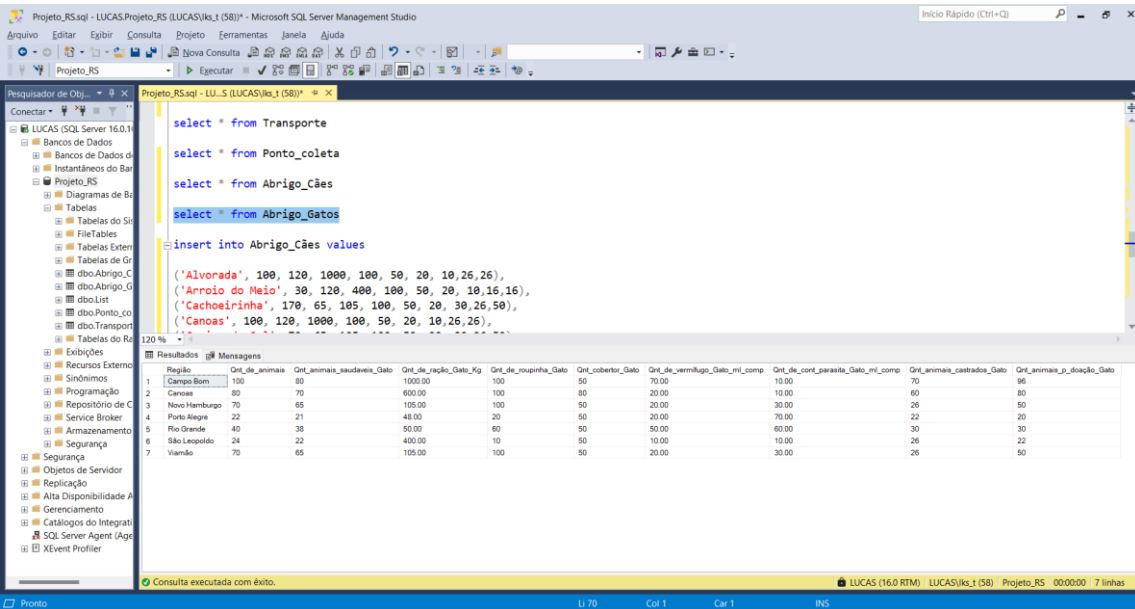 Projeto_RS.sql - LUCAS.Projeto_RS (LUCAS\lks_t (58))* - Microsoft SQL Server Management Studio
Início Rápido (Ctrl+Q)
Arquivo Editar Exibir Consulta Projeto Ferramentas Janela Ajuda
Nova Consulta
Projeto_RS Executar
Pesquisador de Obj...
Projeto_RS.sql - LU...S (LUCAS\lks_t (58))*
Conectar
LUCAS (SQL Server 16.0.1
Bancos de Dados
Bancos de Dados d
Instantâneos do Ban
Projeto_RS
Diagramas de Ba
Tabelas
Tabelas do Sis
FileTables
Tabelas Extern
Tabelas de Gr
dbo.Abrigo_C
dbo.Abrigo_G
dbo.List
dbo.Ponto_co
dbo.Transport
Tabelas do Ra
Exibições
Recursos Externo
Sinônimos
Programação
Repositório de C
Service Broker
Armazenamento
Segurança
Segurança
Objetos de Servidor
Replicação
Alta Disponibilidade A
Gerenciamento
Catálogos do Integrati
SQL Server Agent (Age
XEvent Profiler
select * from Transporte
select * from Ponto_coleta
select * from Abrigo_Cães
select * from Abrigo_Gatos
insert into Abrigo_Cães values
('Alvorada', 100, 120, 1000, 100, 50, 20, 10,26,26),
('Arroio do Meio', 30, 120, 400, 100, 50, 20, 10,16,16),
('Cachoeirinha', 170, 65, 105, 100, 50, 20, 30,26,50),
('Canoas', 100, 120, 1000, 100, 50, 20, 10,26,26),
120 %
Resultados Mensagens
Região Qnt_de_animais Qnt_animais_saudaveis_Gato Qnt_de_ração_Gato_Kg Qnt_de_roupinha_Gato Qnt_cobertor_Gato Qnt_de_vermifugo_Gato_ml_comp Qnt_de_cont_parasita_Gato_ml_comp Qnt_animais_castrados_Gato Qnt_animais_p_doação_Gato
1 Campo Bom 100 80 1000.00 100 50 70.00 10.00 70 96
2 Canoas 80 70 600.00 100 80 20.00 10.00 60 80
3 Novo Hamburgo 70 65 105.00 100 50 20.00 30.00 26 50
4 Porto Alegre 22 21 48.00 20 50 20.00 70.00 22 20
5 Rio Grande 40 38 50.00 60 50 50.00 60.00 30 30
6 São Leopoldo 24 22 400.00 10 50 10.00 10.00 26 22
7 Viamão 70 65 105.00 100 50 20.00 30.00 26 50
Consulta executada com êxito.
LUCAS (16.0 RTM) LUCAS\lks_t (58) Projeto_RS 00:00:00 7 linhas
Pronto Li 70 Col 1 Car 1 INS